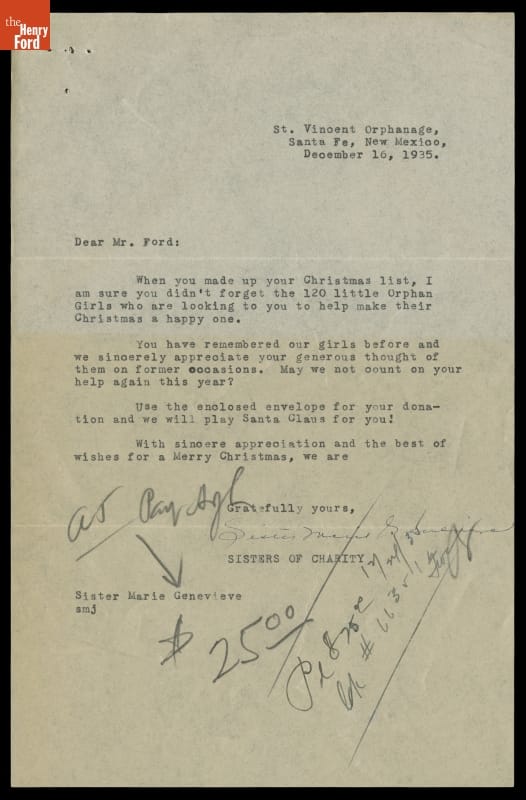 the
Henry
Ford
St. Vincent Orphanage,
Santa Fe, New Mexico,
December 16, 1935.
Dear Mr. Ford:
When you made up your Christmas list, I
am sure you didn't forget the 120 little Orphan
Girls who are looking to you to help make their
Christmas a happy one.
You have remembered our girls before and
we sincerely appreciate your generous thought of
them on former occasions. May we not count on your
help again this year?
Use the enclosed envelope for your dona-
tion and we will play Santa Claus for you!
With sincere appreciation and the best of
wishes for a Merry Christmas, we are
Gratefully yours,
Sister Marie Genevieve
SISTERS OF CHARITY
Sister Marie Genevieve
smj
$ 25 00